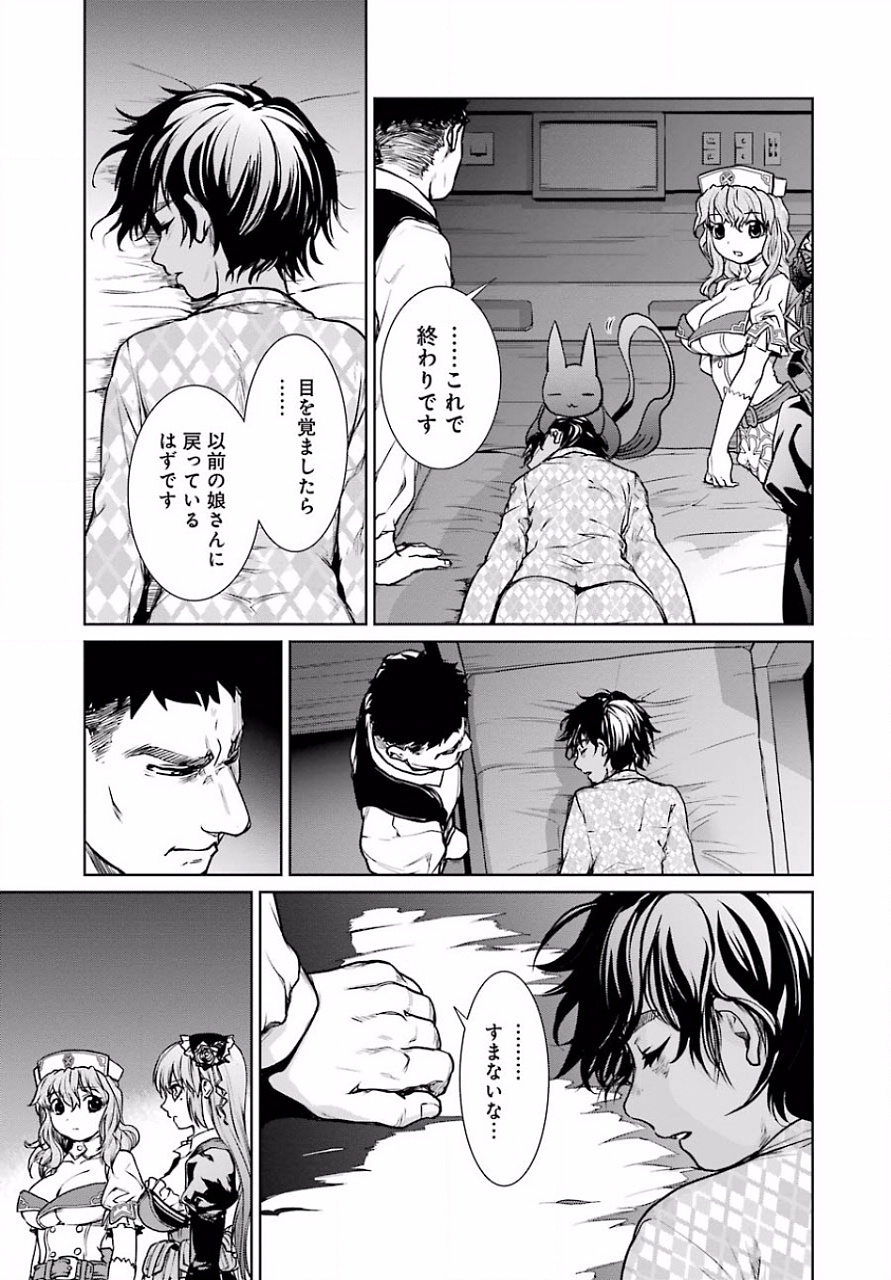 ……これで
終わりです
目を覚ましたら
……
以前の娘さんに
戻っている
はずです
………
すまないな…